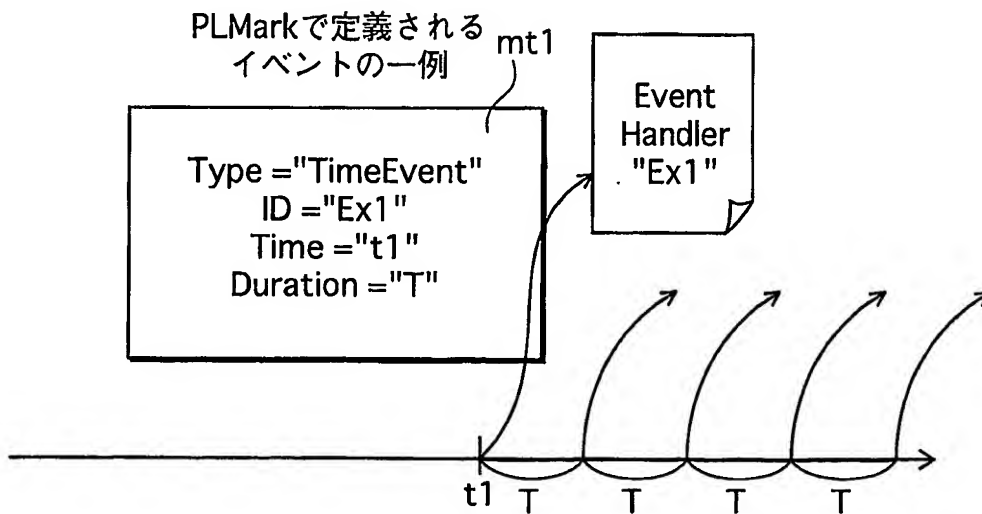 PLMarkで定義される
イベントの一例
mt1
Type ="TimeEvent"
ID ="Ex1"
Time ="t1"
Duration ="T"
Event
Handler
"Ex1"
t1
T
T
T
T